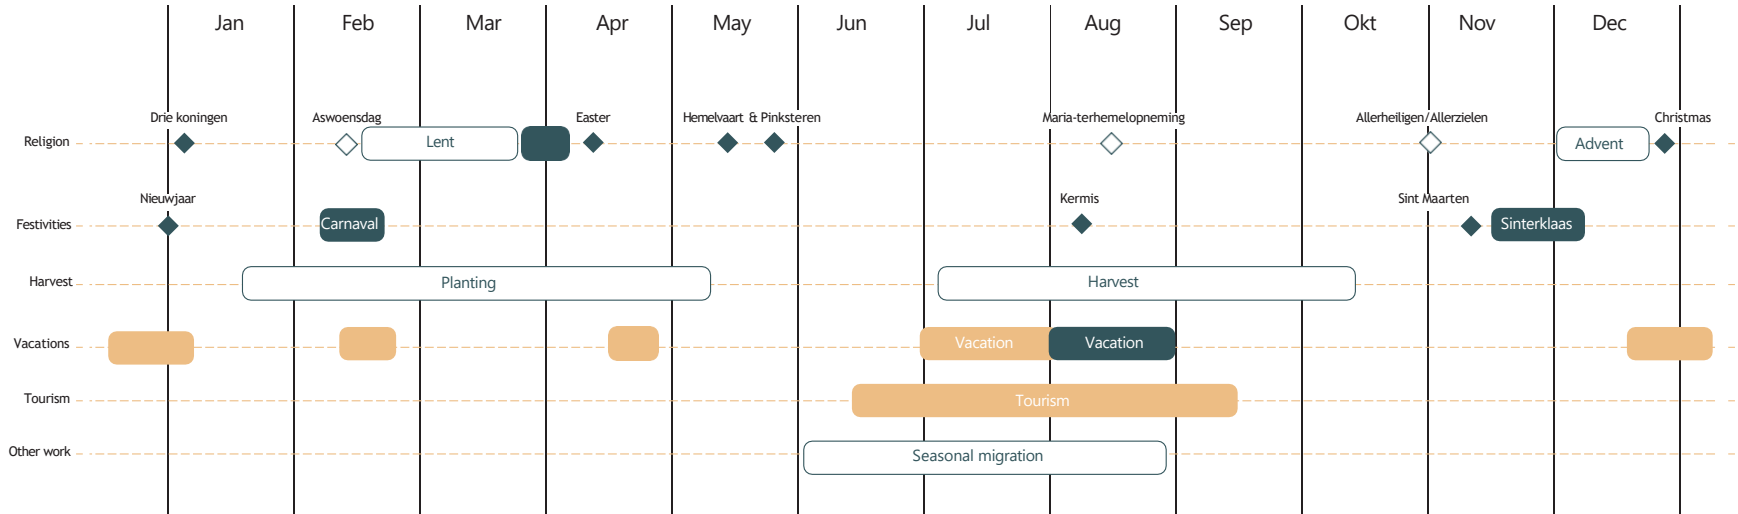 Jan Feb Mar Apr May Jun Jul Aug Sep Okt Nov Dec
Drie koningen Aswoensdag Easter Hemelvaart & Pinksteren Maria-terhemelopneming Allerheiligen/Allerzielen Christmas
Religion Lent Advent
Nieuwjaar Kermis Sint Maarten
Festivities Carnaval Sinterklaas
Harvest Planting Harvest
Vacations Vacation Vacation
Tourism Tourism
Other work Seasonal migration